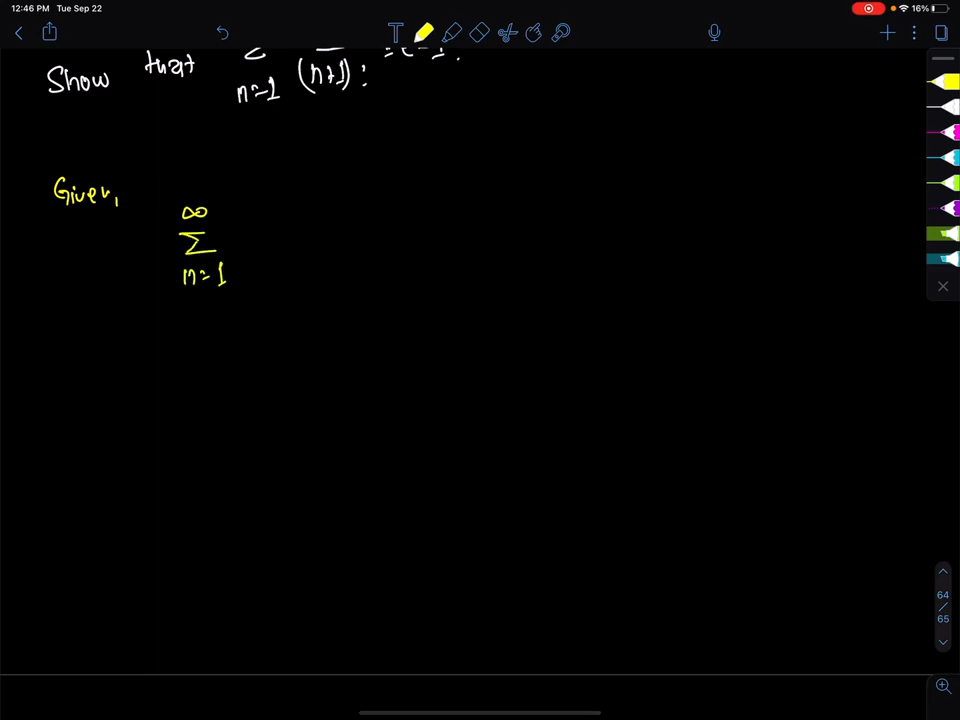 12:46 PM Tue Sep 22
16%
Show that
n=1 (n+1)!
Given,
∞
Σ
n=1
64
/
65